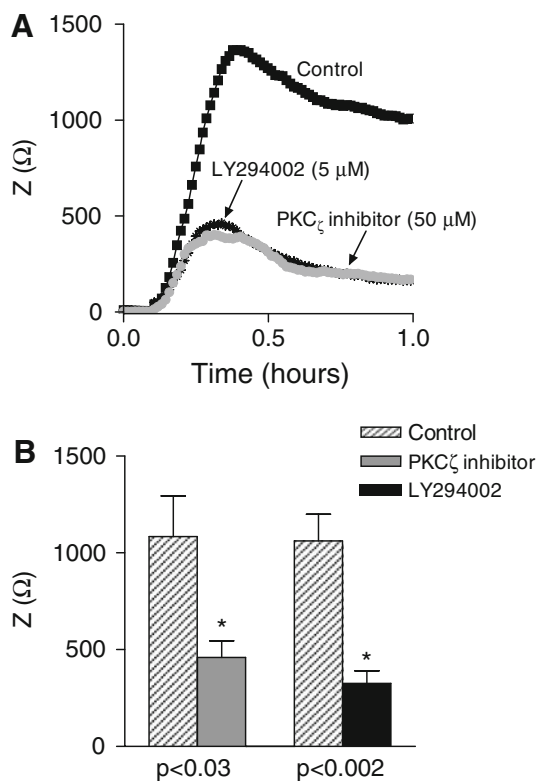 A
1500
1000
500
0
Z (Ω)
Control
LY294002 (5 μM)
PKCζ inhibitor (50 μM)
0.0
0.5
1.0
Time (hours)
B
Control
PKCζ inhibitor
LY294002
1500
1000
500
0
Z (Ω)
*
*
p<0.03
p<0.002